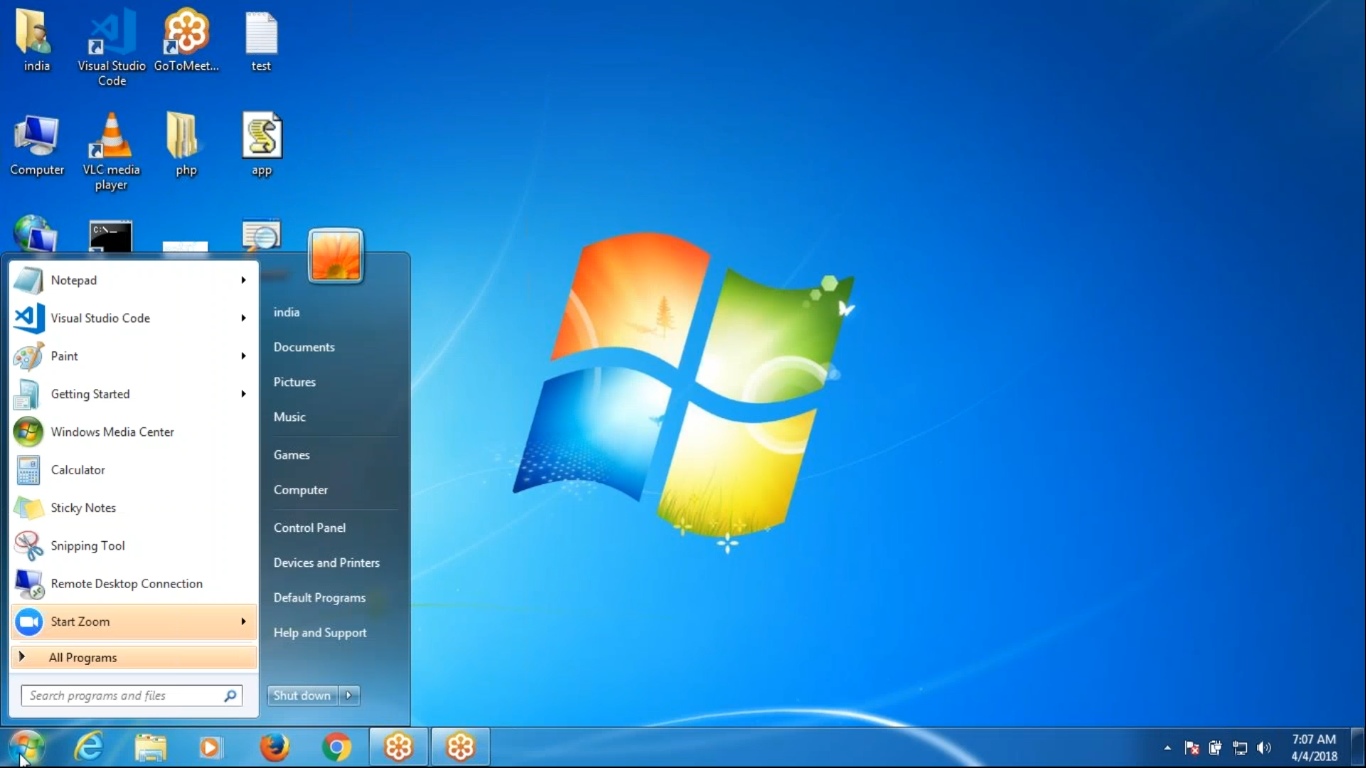 india
Visual Studio
Code
GoToMeet...
test
Computer
VLC media
player
php
app
C:\_
Notepad
Visual Studio Code
Paint
Getting Started
Windows Media Center
Calculator
Sticky Notes
Snipping Tool
Remote Desktop Connection
Start Zoom
All Programs
Search programs and files
india
Documents
Pictures
Music
Games
Computer
Control Panel
Devices and Printers
Default Programs
Help and Support
Shut down
7:07 AM
4/4/2018